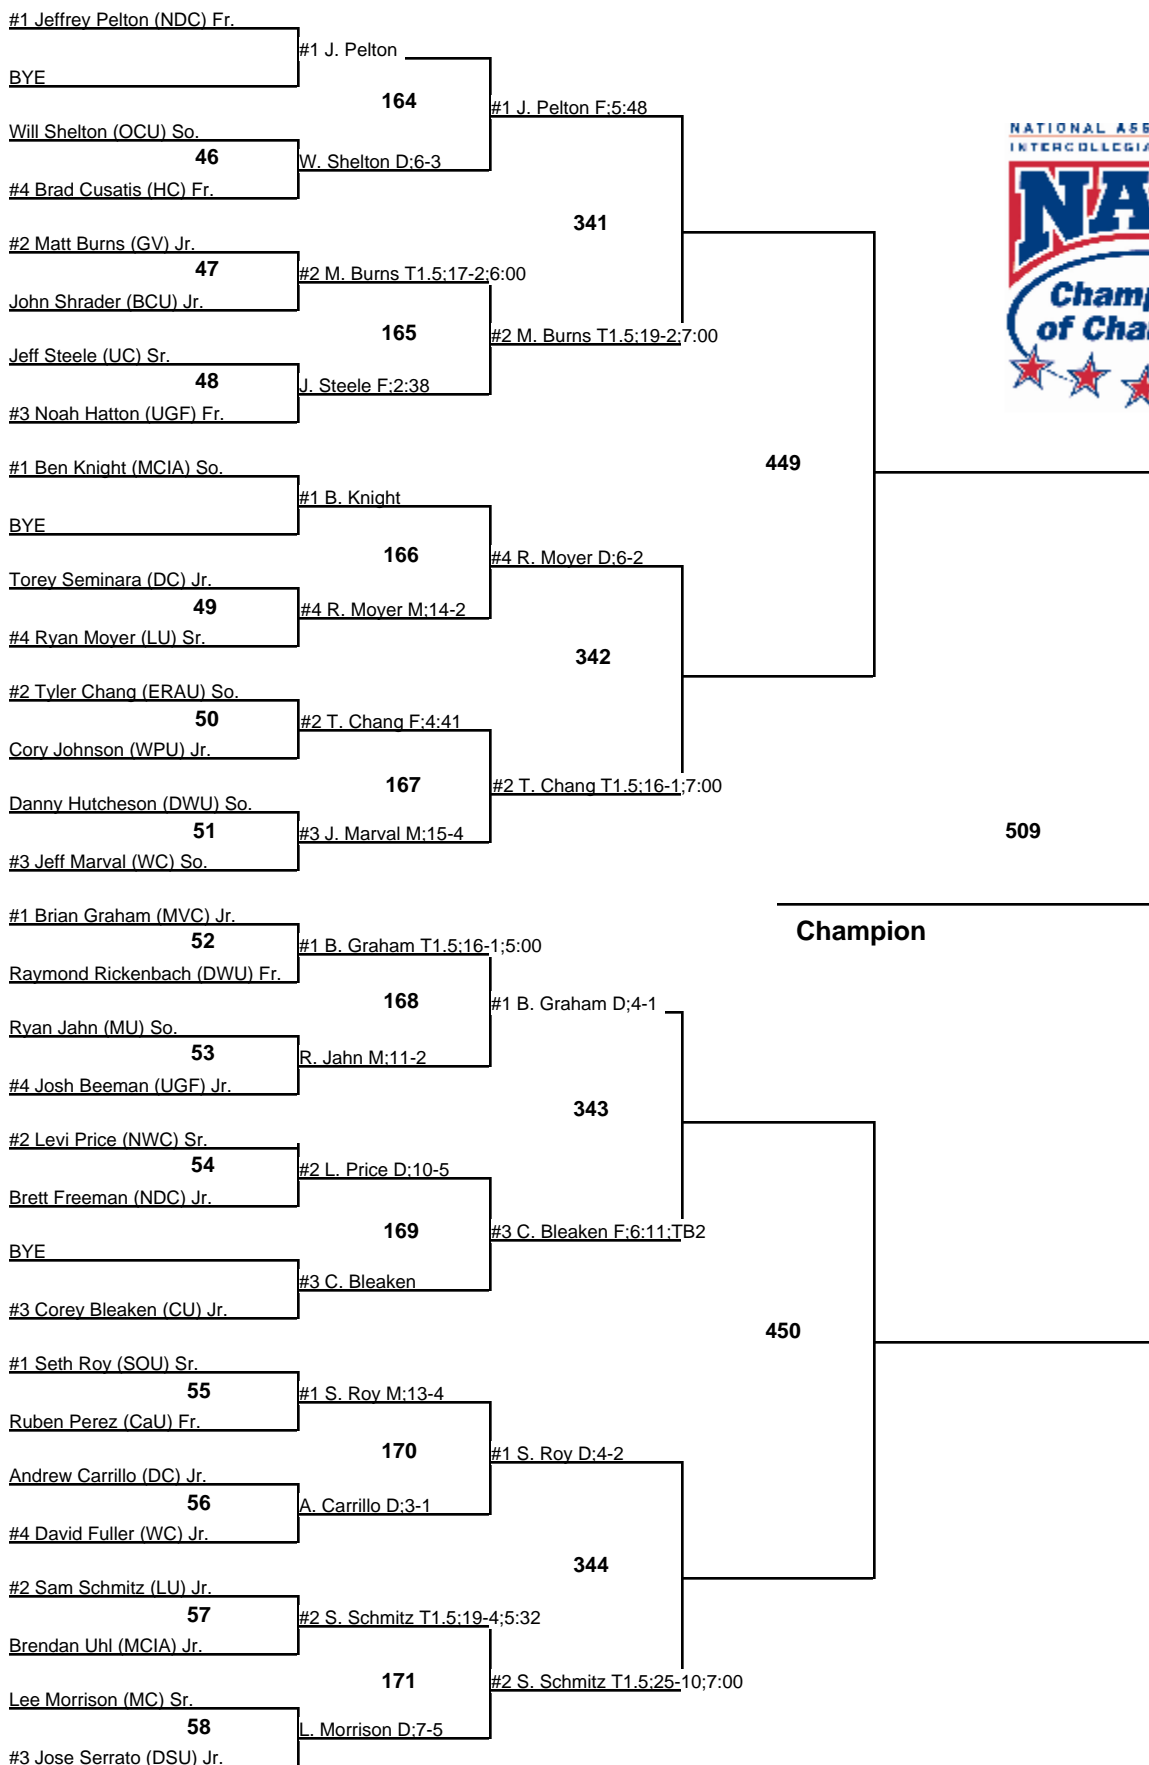 #1 Jeffrey Pelton (NDC) Fr.
#1 J. Pelton
BYE
164
#1 J. Pelton F;5:48
Will Shelton (OCU) So.
46
W. Shelton D;6-3
#4 Brad Cusatis (HC) Fr.
341
#2 Matt Burns (GV) Jr.
47
#2 M. Burns T1.5;17-2;6:00
John Shrader (BCU) Jr.
165
#2 M. Burns T1.5;19-2;7:00
Jeff Steele (UC) Sr.
48
J. Steele F;2:38
#3 Noah Hatton (UGF) Fr.
449
#1 Ben Knight (MCIA) So.
#1 B. Knight
BYE
166
#4 R. Moyer D;6-2
Torey Seminara (DC) Jr.
49
#4 R. Moyer M;14-2
#4 Ryan Moyer (LU) Sr.
342
#2 Tyler Chang (ERAU) So.
50
#2 T. Chang F;4:41
Cory Johnson (WPU) Jr.
167
#2 T. Chang T1.5;16-1;7:00
Danny Hutcheson (DWU) So.
51
#3 J. Marval M;15-4
#3 Jeff Marval (WC) So.
509
Champion
#1 Brian Graham (MVC) Jr.
52
#1 B. Graham T1.5;16-1;5:00
Raymond Rickenbach (DWU) Fr.
168
#1 B. Graham D;4-1
Ryan Jahn (MU) So.
53
R. Jahn M;11-2
#4 Josh Beeman (UGF) Jr.
343
#2 Levi Price (NWC) Sr.
54
#2 L. Price D;10-5
Brett Freeman (NDC) Jr.
169
#3 C. Bleaken F;6:11;TB2
BYE
#3 C. Bleaken
#3 Corey Bleaken (CU) Jr.
450
#1 Seth Roy (SOU) Sr.
55
#1 S. Roy M;13-4
Ruben Perez (CaU) Fr.
170
#1 S. Roy D;4-2
Andrew Carrillo (DC) Jr.
56
A. Carrillo D;3-1
#4 David Fuller (WC) Jr.
344
#2 Sam Schmitz (LU) Jr.
57
#2 S. Schmitz T1.5;19-4;5:32
Brendan Uhl (MCIA) Jr.
171
#2 S. Schmitz T1.5;25-10;7:00
Lee Morrison (MC) Sr.
58
L. Morrison D;7-5
#3 Jose Serrato (DSU) Jr.
NATIONAL ASS
INTERCOLLEGIA
NA
Champ
of Cha